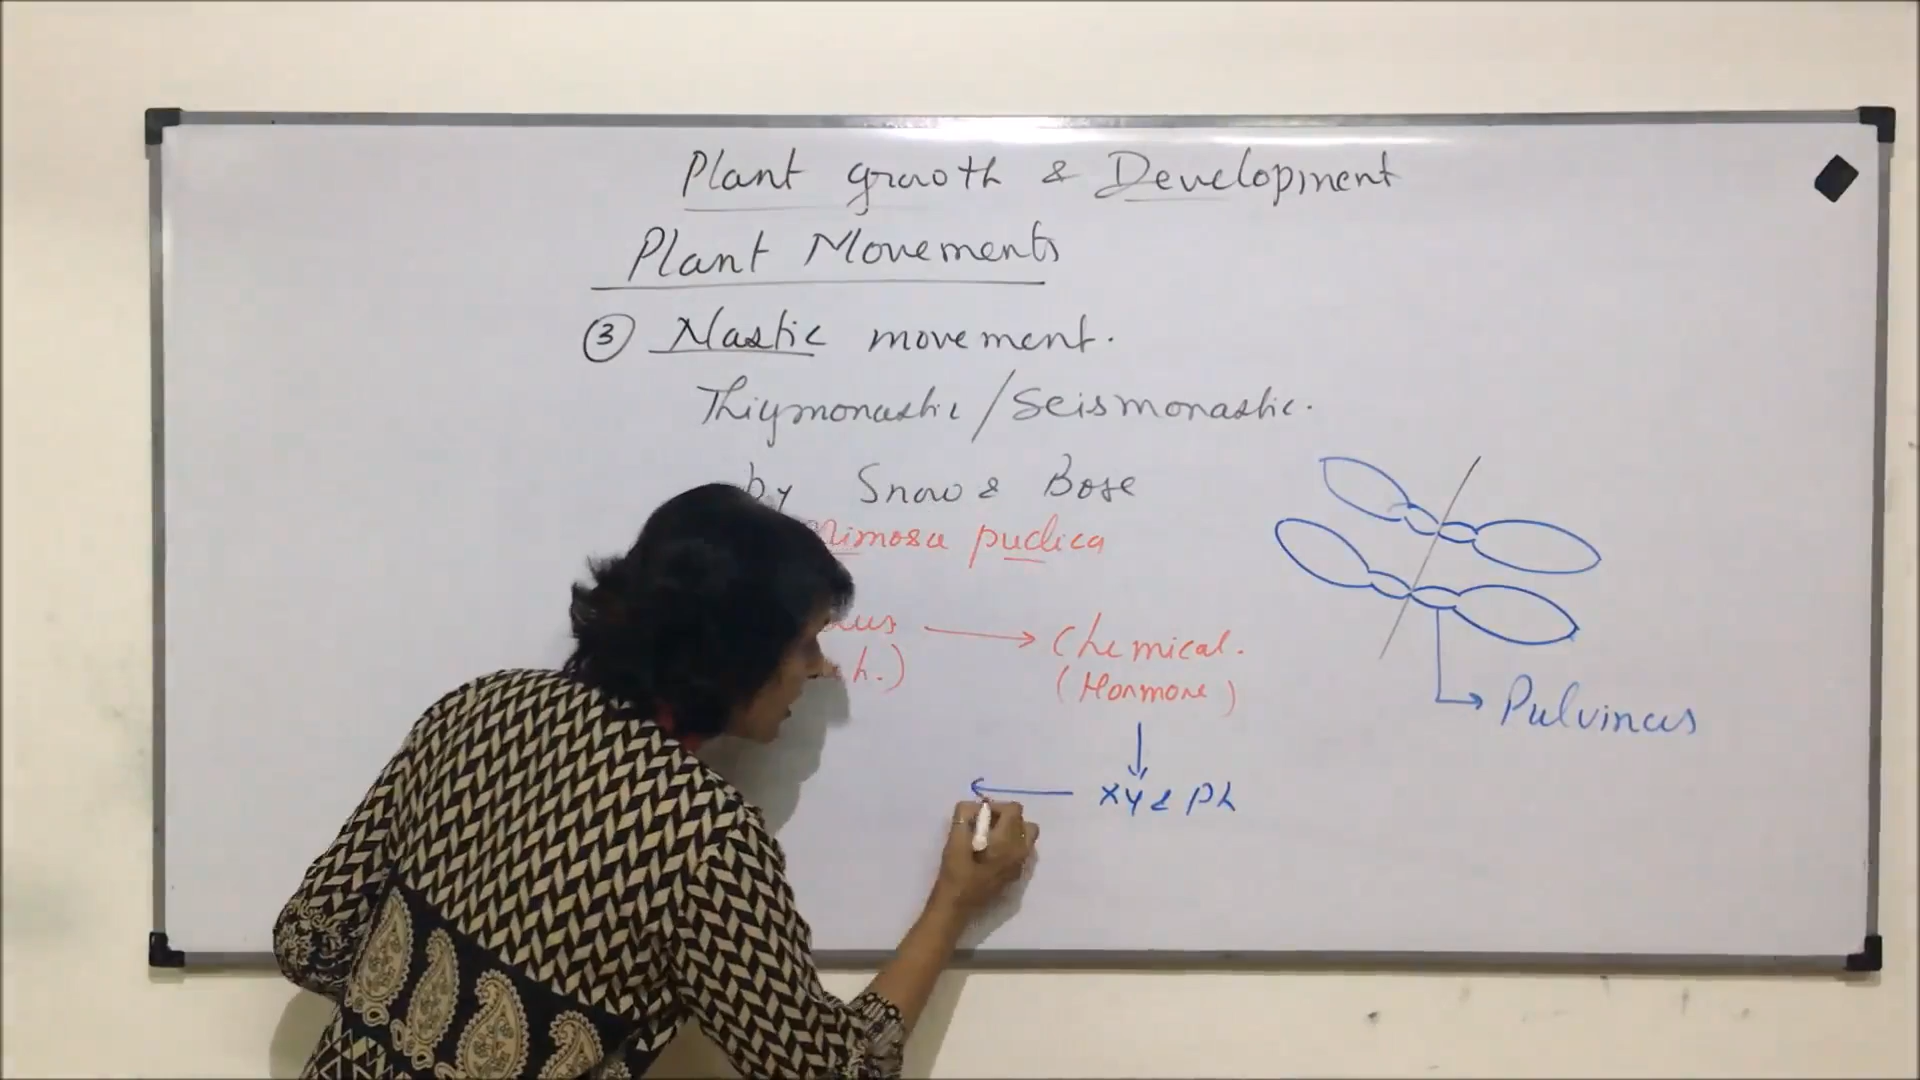 Plant growth & Development
Plant Movements
③ Nastic movement.
Thigmonastic / Seismonastic.
by Snow & Bose
Mimosa pudica
→ Chemical.
h.) (Hormone)
↓
← Xy & Ph
Pulvinus